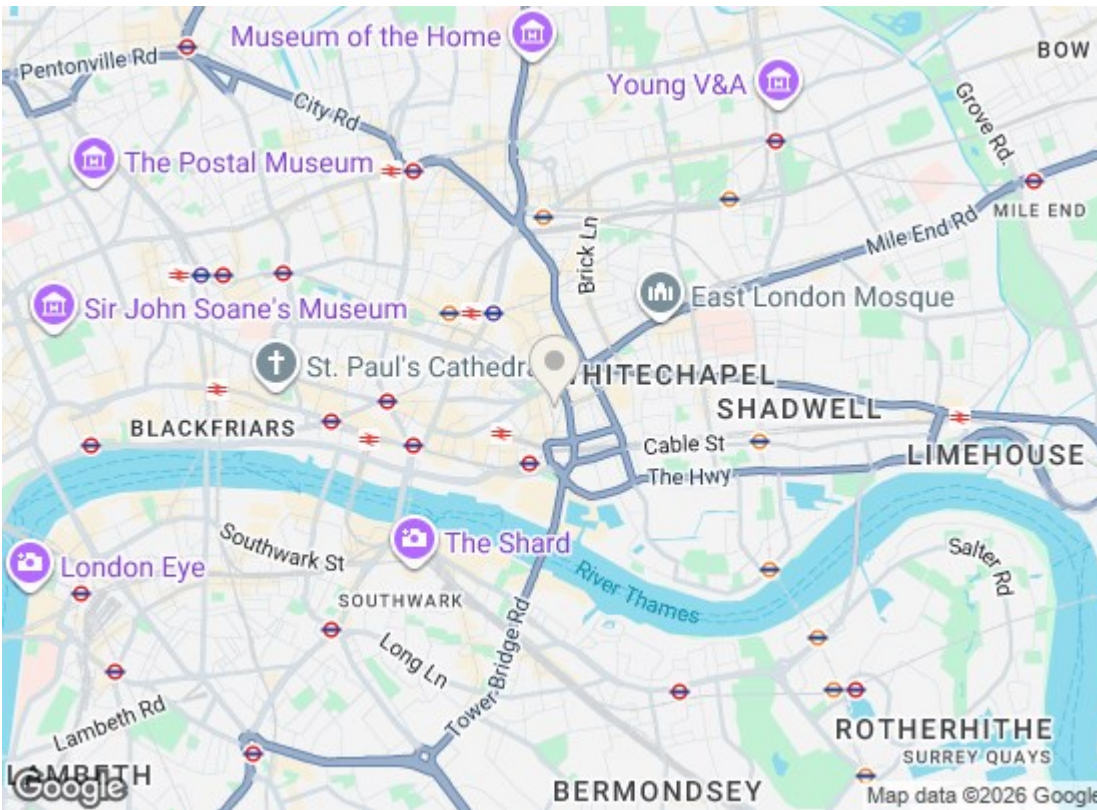 Museum of the Home
BOW
Pentonville Rd
Young V&A
City Rd
Grove Rd.
The Postal Museum
MILE END
Brick Ln
Mile End Rd
Sir John Soane's Museum
East London Mosque
St. Paul's Cathedra
WHITECHAPEL
SHADWELL
BLACKFRIARS
Cable St
LIMEHOUSE
The Hwy
Southwark St
The Shard
Salter Rd
London Eye
River Thames
SOUTHWARK
Long Ln
Tower Bridge Rd
Lambeth Rd
ROTHERHITHE
SURREY QUAYS
LAMBETH
Google
BERMONDSEY
Map data ©2026 Google